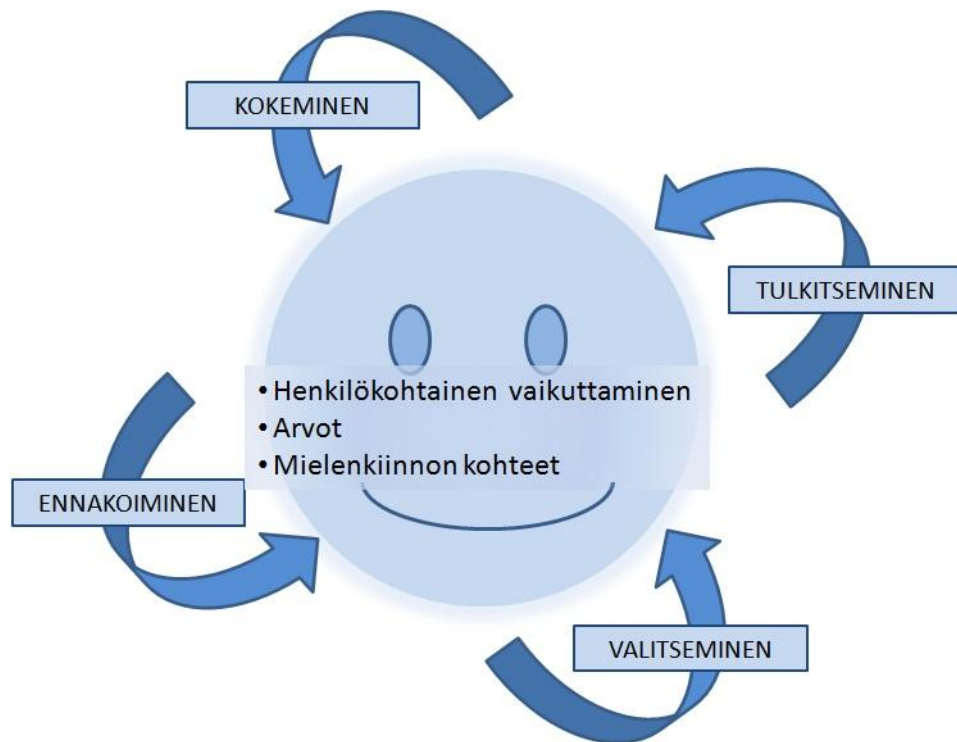 KOKEMINEN
TULKITSEMINEN
• Henkilökohtainen vaikuttaminen
• Arvot
• Mielenkiinnon kohteet
ENNAKOIMINEN
VALITSEMINEN